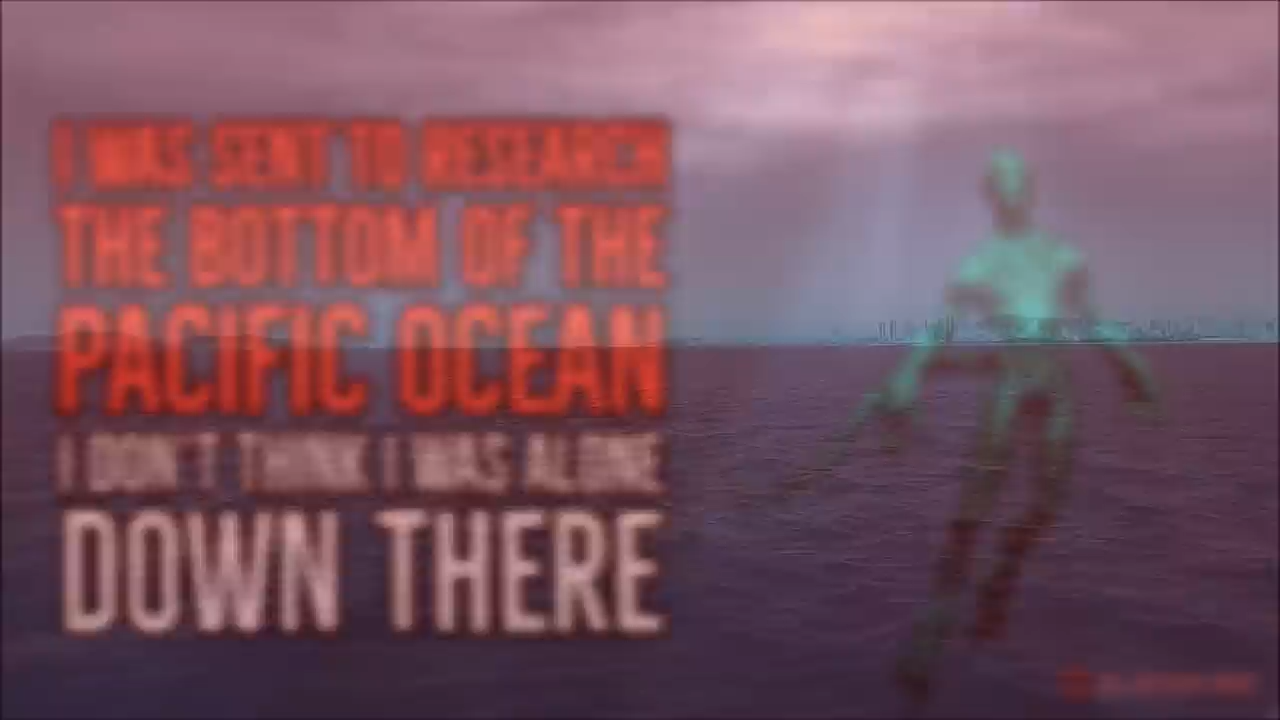 I WAS SENT TO RESEARCH
THE BOTTOM OF THE
PACIFIC OCEAN
I DON'T THINK I WAS ALONE
DOWN THERE